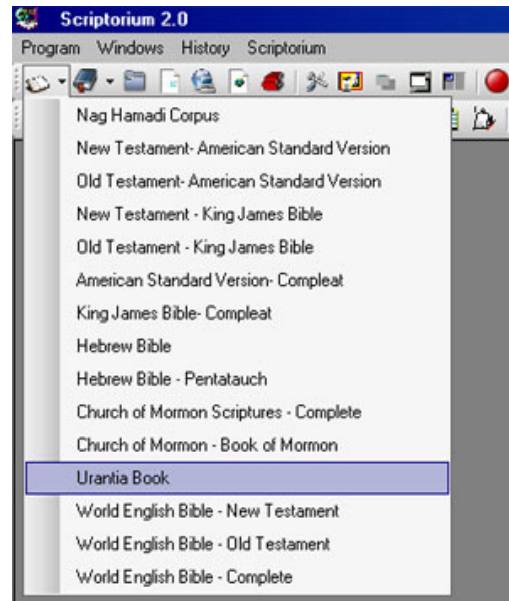 Scriptorium 2.0
Program Windows History Scriptorium
Nag Hamadi Corpus
New Testament- American Standard Version
Old Testament- American Standard Version
New Testament - King James Bible
Old Testament - King James Bible
American Standard Version- Compleat
King James Bible- Compleat
Hebrew Bible
Hebrew Bible - Pentatauch
Church of Mormon Scriptures - Complete
Church of Mormon - Book of Mormon
Urantia Book
World English Bible - New Testament
World English Bible - Old Testament
World English Bible - Complete